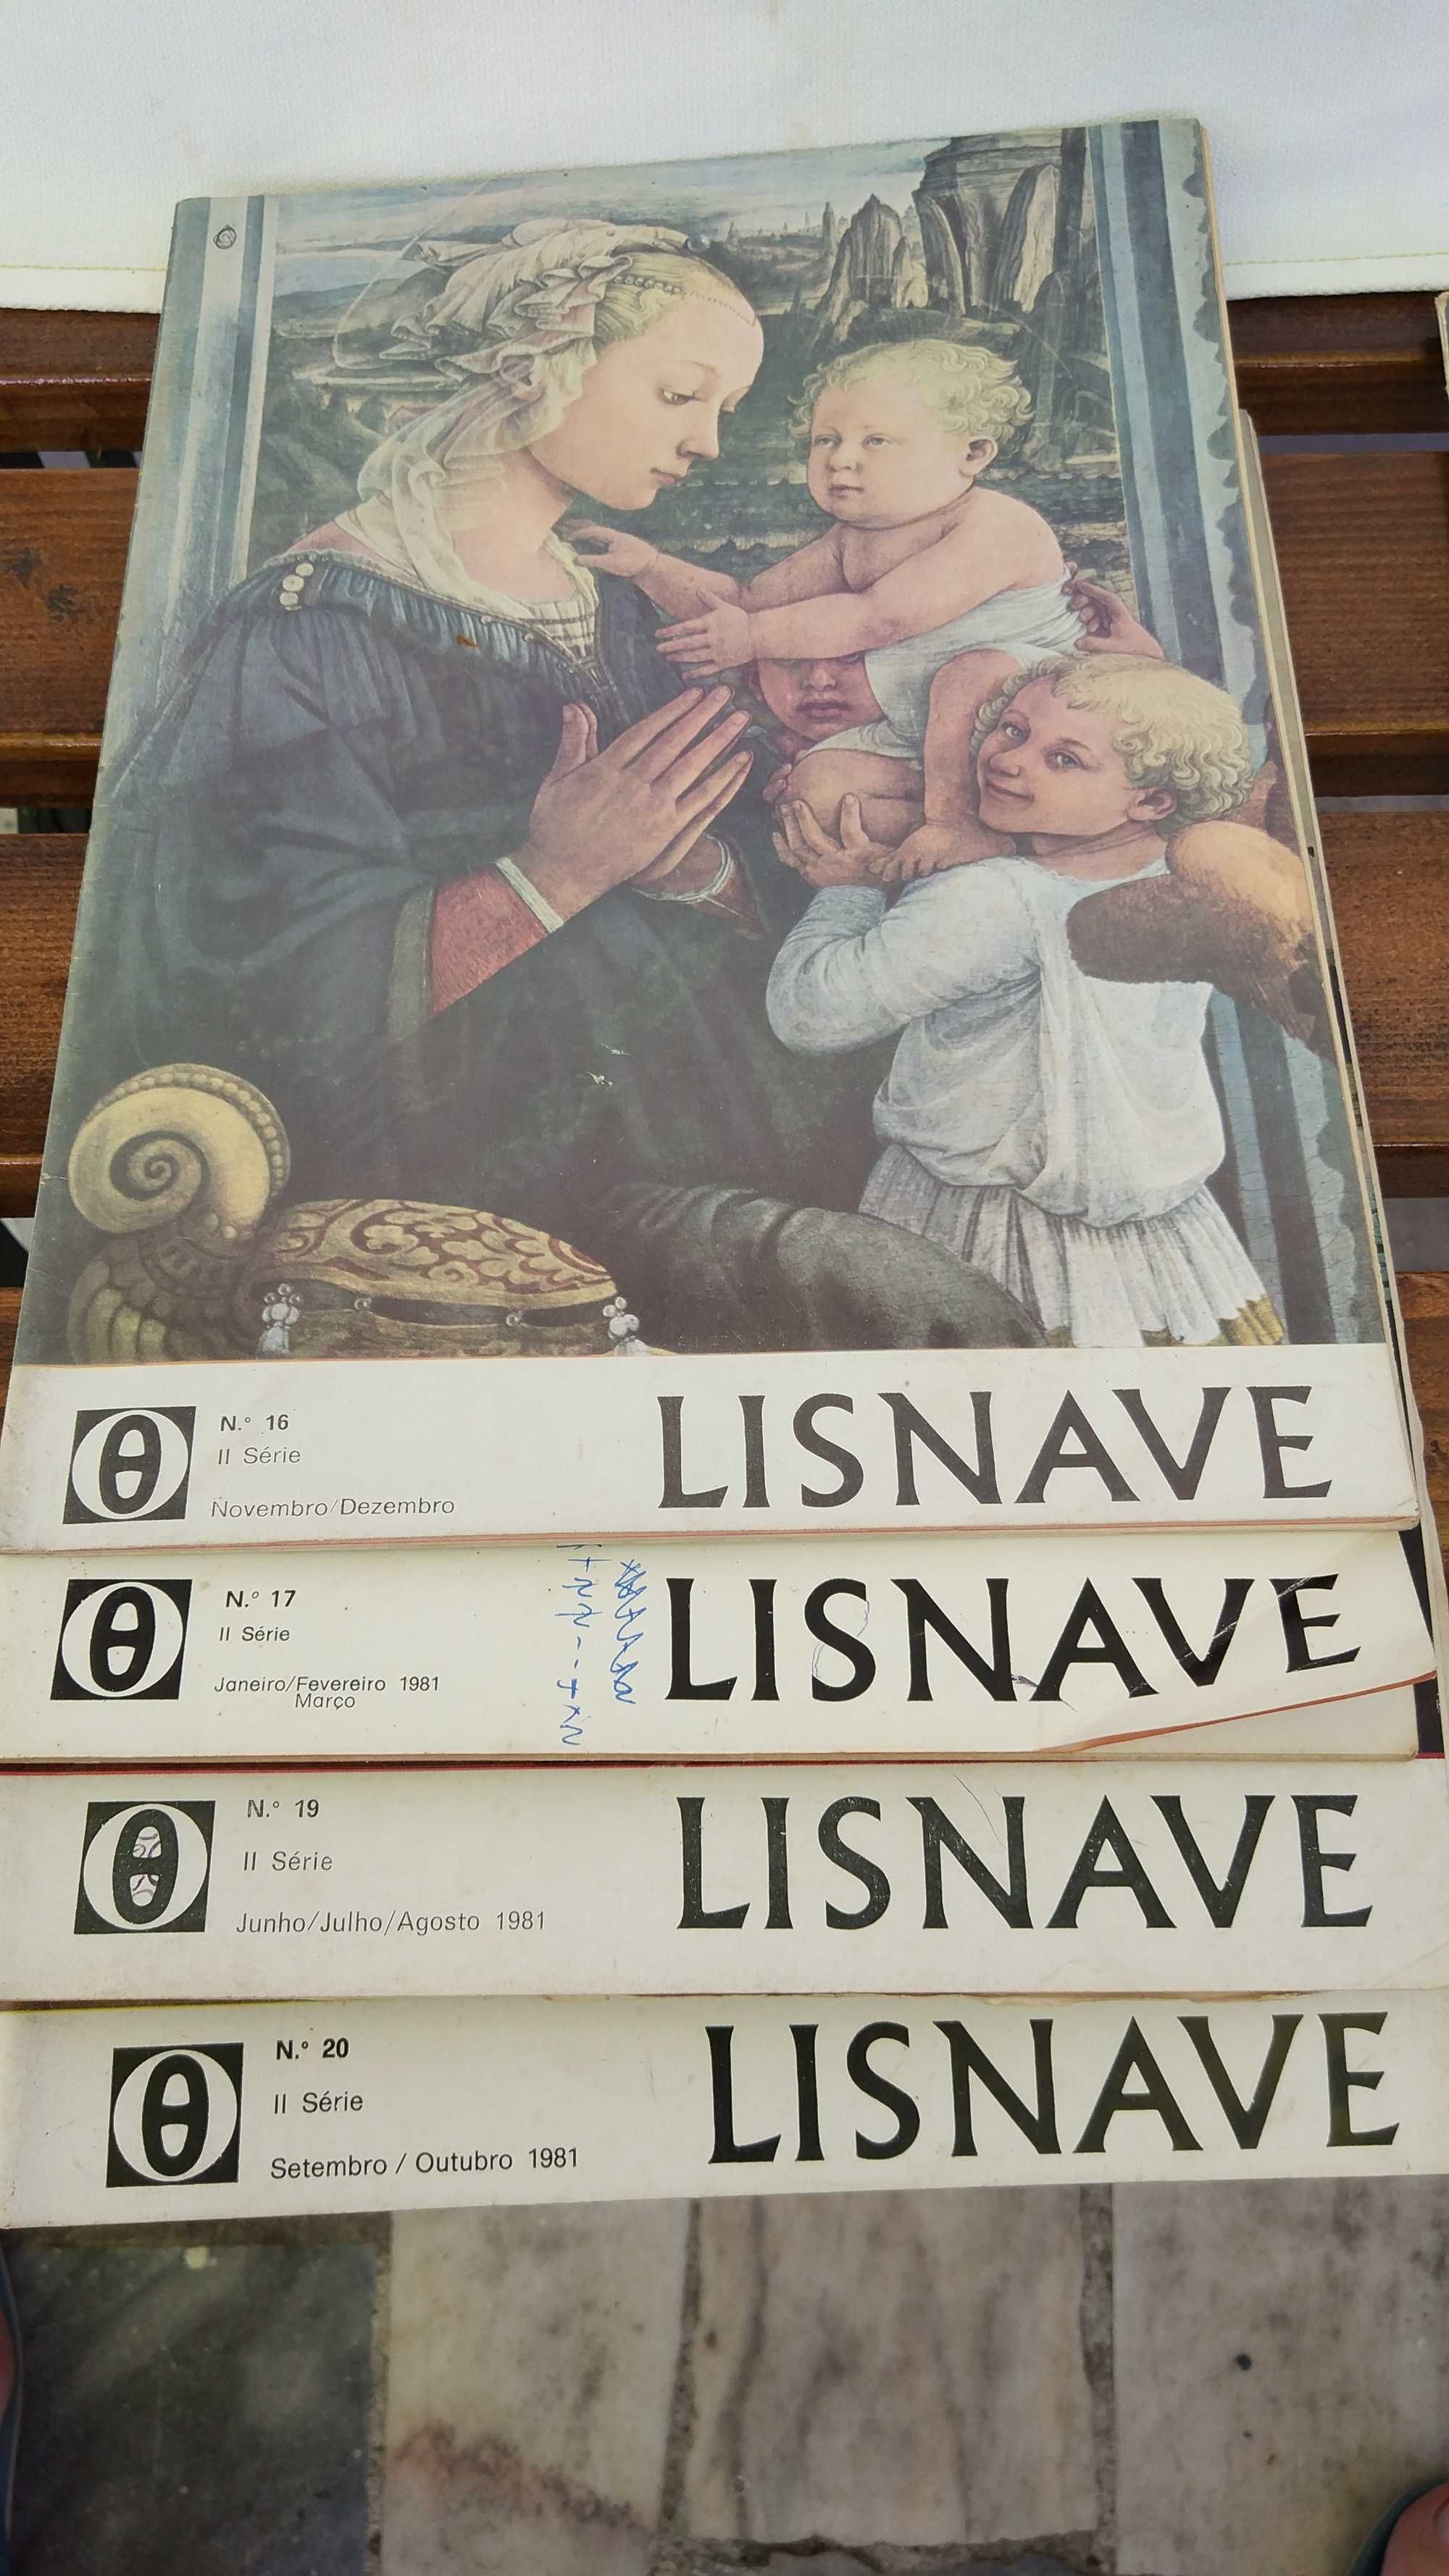 N.º 16
II Série
Novembro/Dezembro
LISNAVE
N.º 17
II Série
Janeiro/Fevereiro 1981
Março
LISNAVE
N.º 19
II Série
Junho/Julho/Agosto 1981
LISNAVE
N.º 20
II Série
Setembro / Outubro 1981
LISNAVE